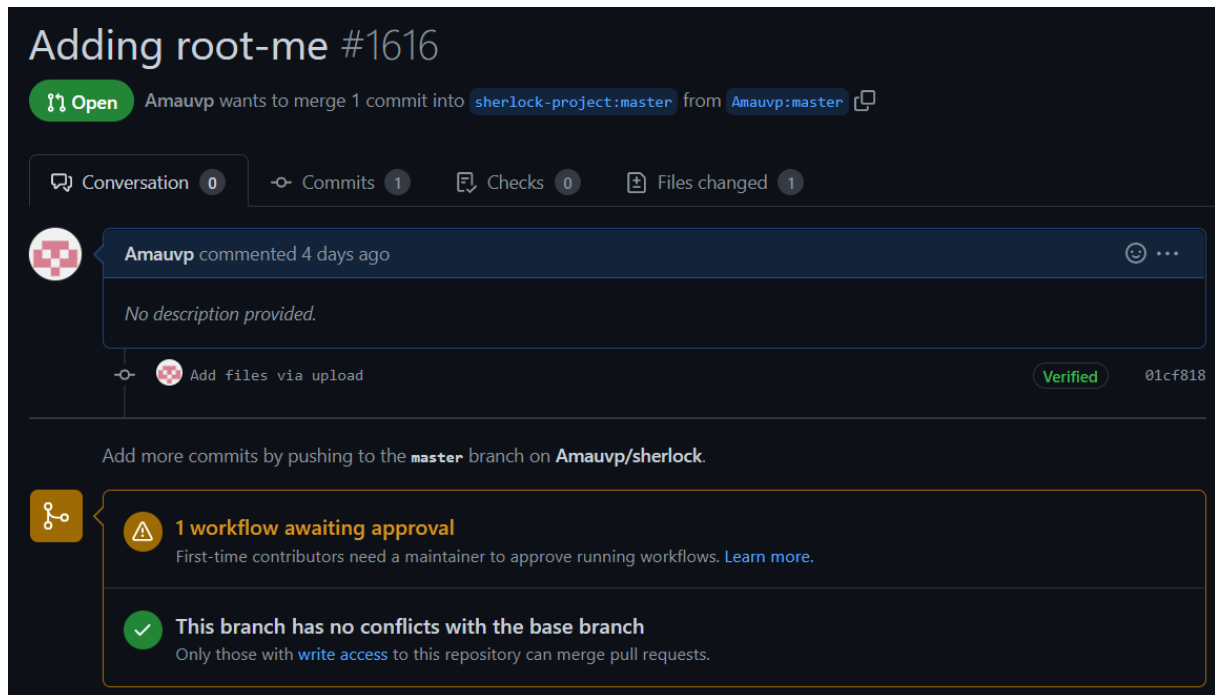 Adding root-me #1616
Open Amauvp wants to merge 1 commit into sherlock-project:master from Amauvp:master
Conversation 0 Commits 1 Checks 0 Files changed 1
Amauvp commented 4 days ago
No description provided.
Add files via upload Verified 01cf818
Add more commits by pushing to the master branch on Amauvp/sherlock.
1 workflow awaiting approval
First-time contributors need a maintainer to approve running workflows. Learn more.
This branch has no conflicts with the base branch
Only those with write access to this repository can merge pull requests.